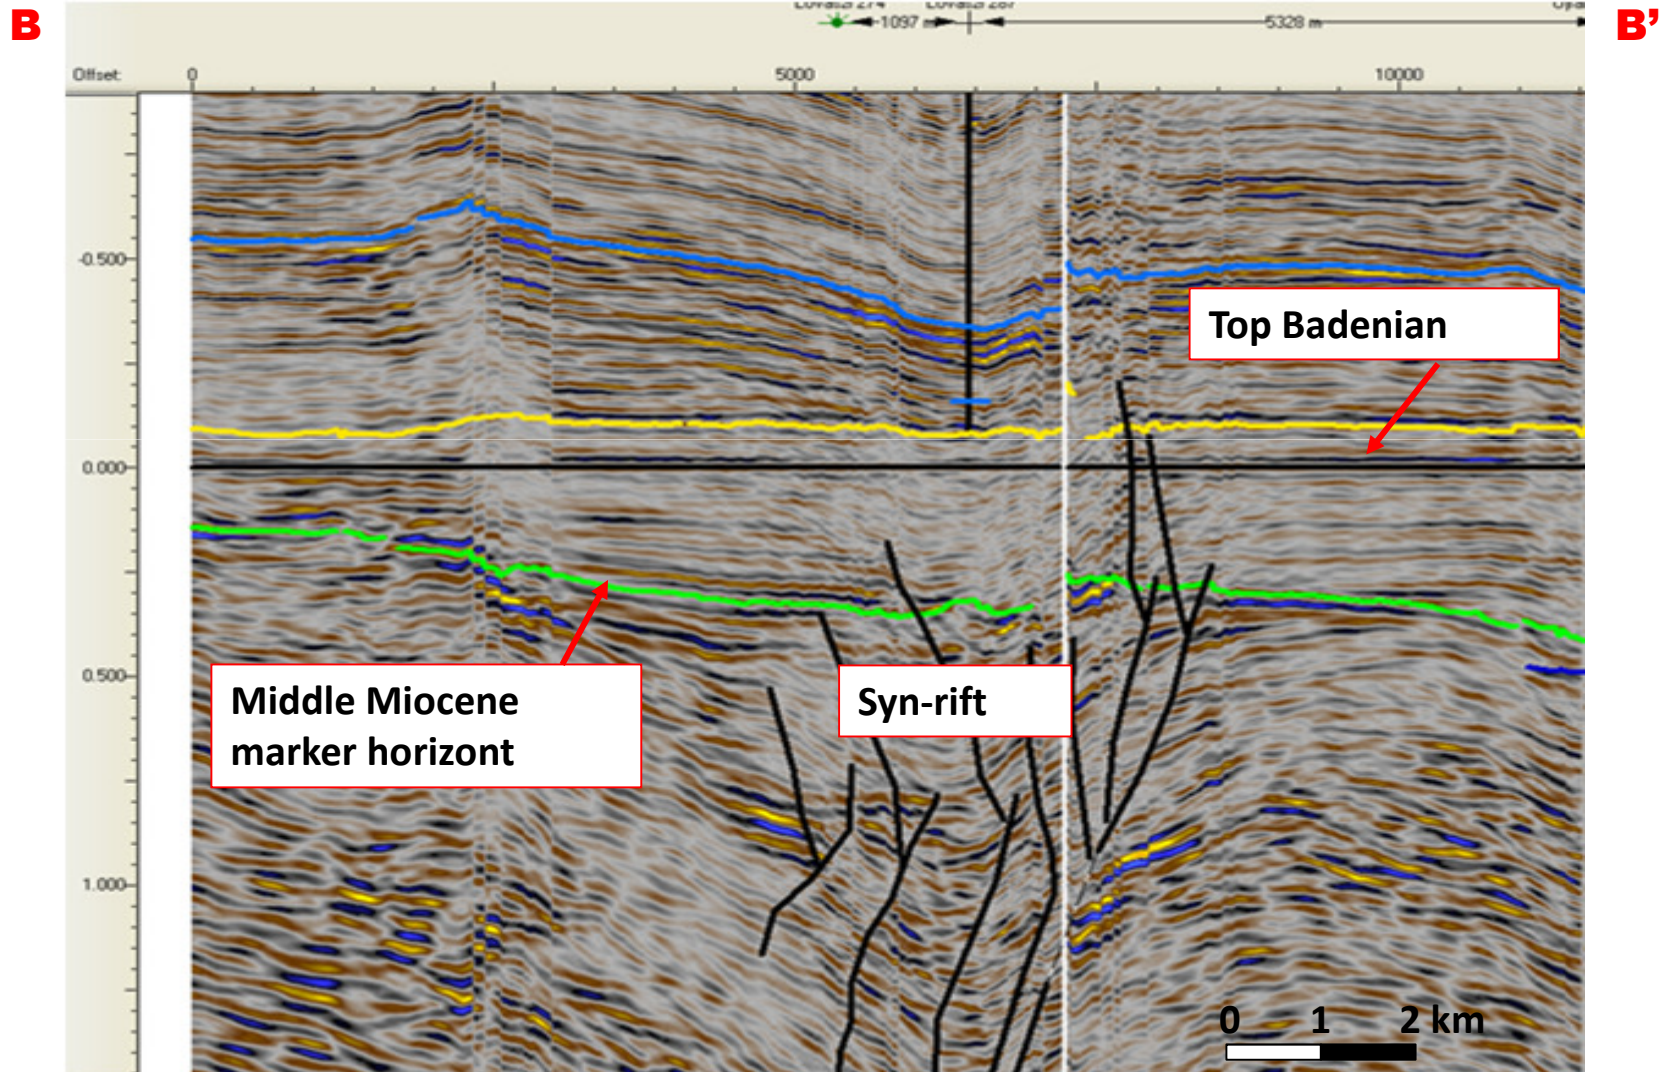 B
B’
1097 m
5328 m
Offset:
0
5000
10000
-0.500
Top Badenian
0.000
0.500
Middle Miocene
marker horizont
Syn-rift
1.000
0 1 2 km